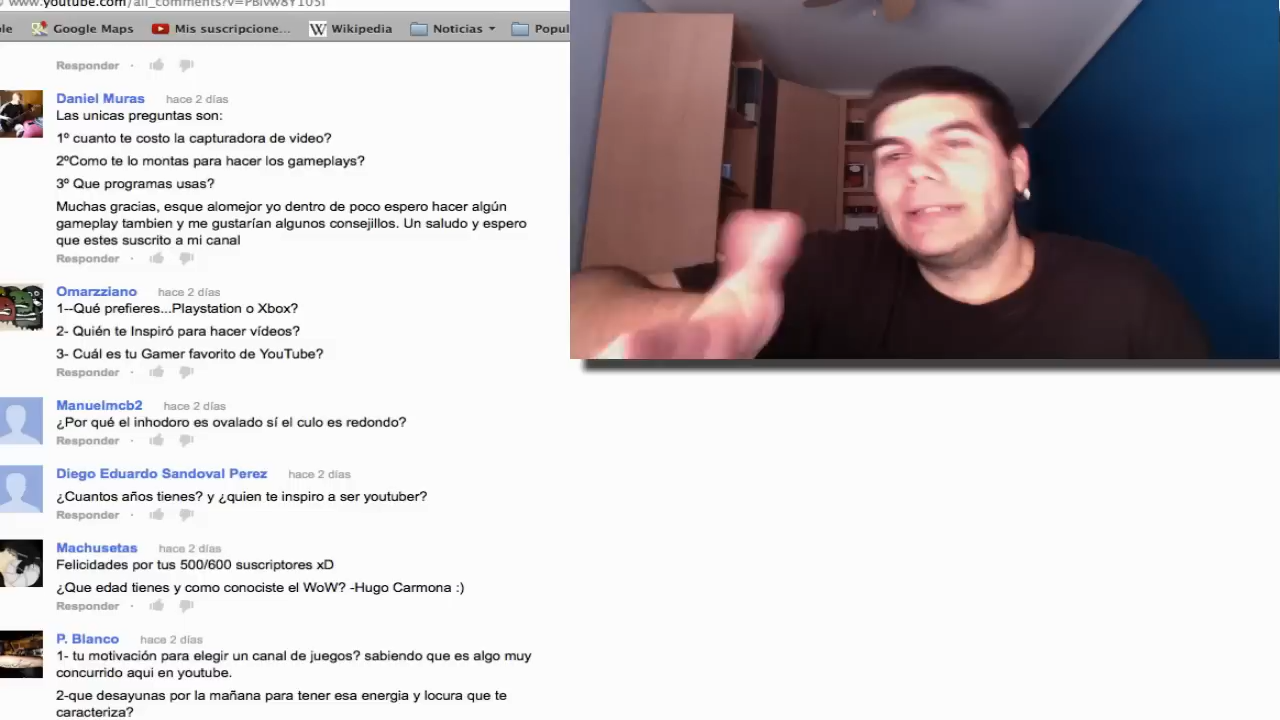 www.youtube.com/all_comments?v=PBivw8Y1O5I
Google Maps
Mis suscripcione...
Wikipedia
Noticias
Popul
Responder ·
Daniel Muras hace 2 días
Las unicas preguntas son:
1º cuanto te costo la capturadora de video?
2ºComo te lo montas para hacer los gameplays?
3º Que programas usas?
Muchas gracias, esque alomejor yo dentro de poco espero hacer algún
gameplay tambien y me gustarían algunos consejillos. Un saludo y espero
que estes suscrito a mi canal
Responder ·
Omarzziano hace 2 días
1--Qué prefieres...Playstation o Xbox?
2- Quién te Inspiró para hacer vídeos?
3- Cuál es tu Gamer favorito de YouTube?
Responder ·
Manuelmcb2 hace 2 días
¿Por qué el inhodoro es ovalado sí el culo es redondo?
Responder ·
Diego Eduardo Sandoval Perez hace 2 días
¿Cuantos años tienes? y ¿quien te inspiro a ser youtuber?
Responder ·
Machusetas hace 2 días
Felicidades por tus 500/600 suscriptores xD
¿Que edad tienes y como conociste el WoW? -Hugo Carmona :)
Responder ·
P. Blanco hace 2 días
1- tu motivación para elegir un canal de juegos? sabiendo que es algo muy
concurrido aqui en youtube.
2-que desayunas por la mañana para tener esa energia y locura que te
caracteriza?